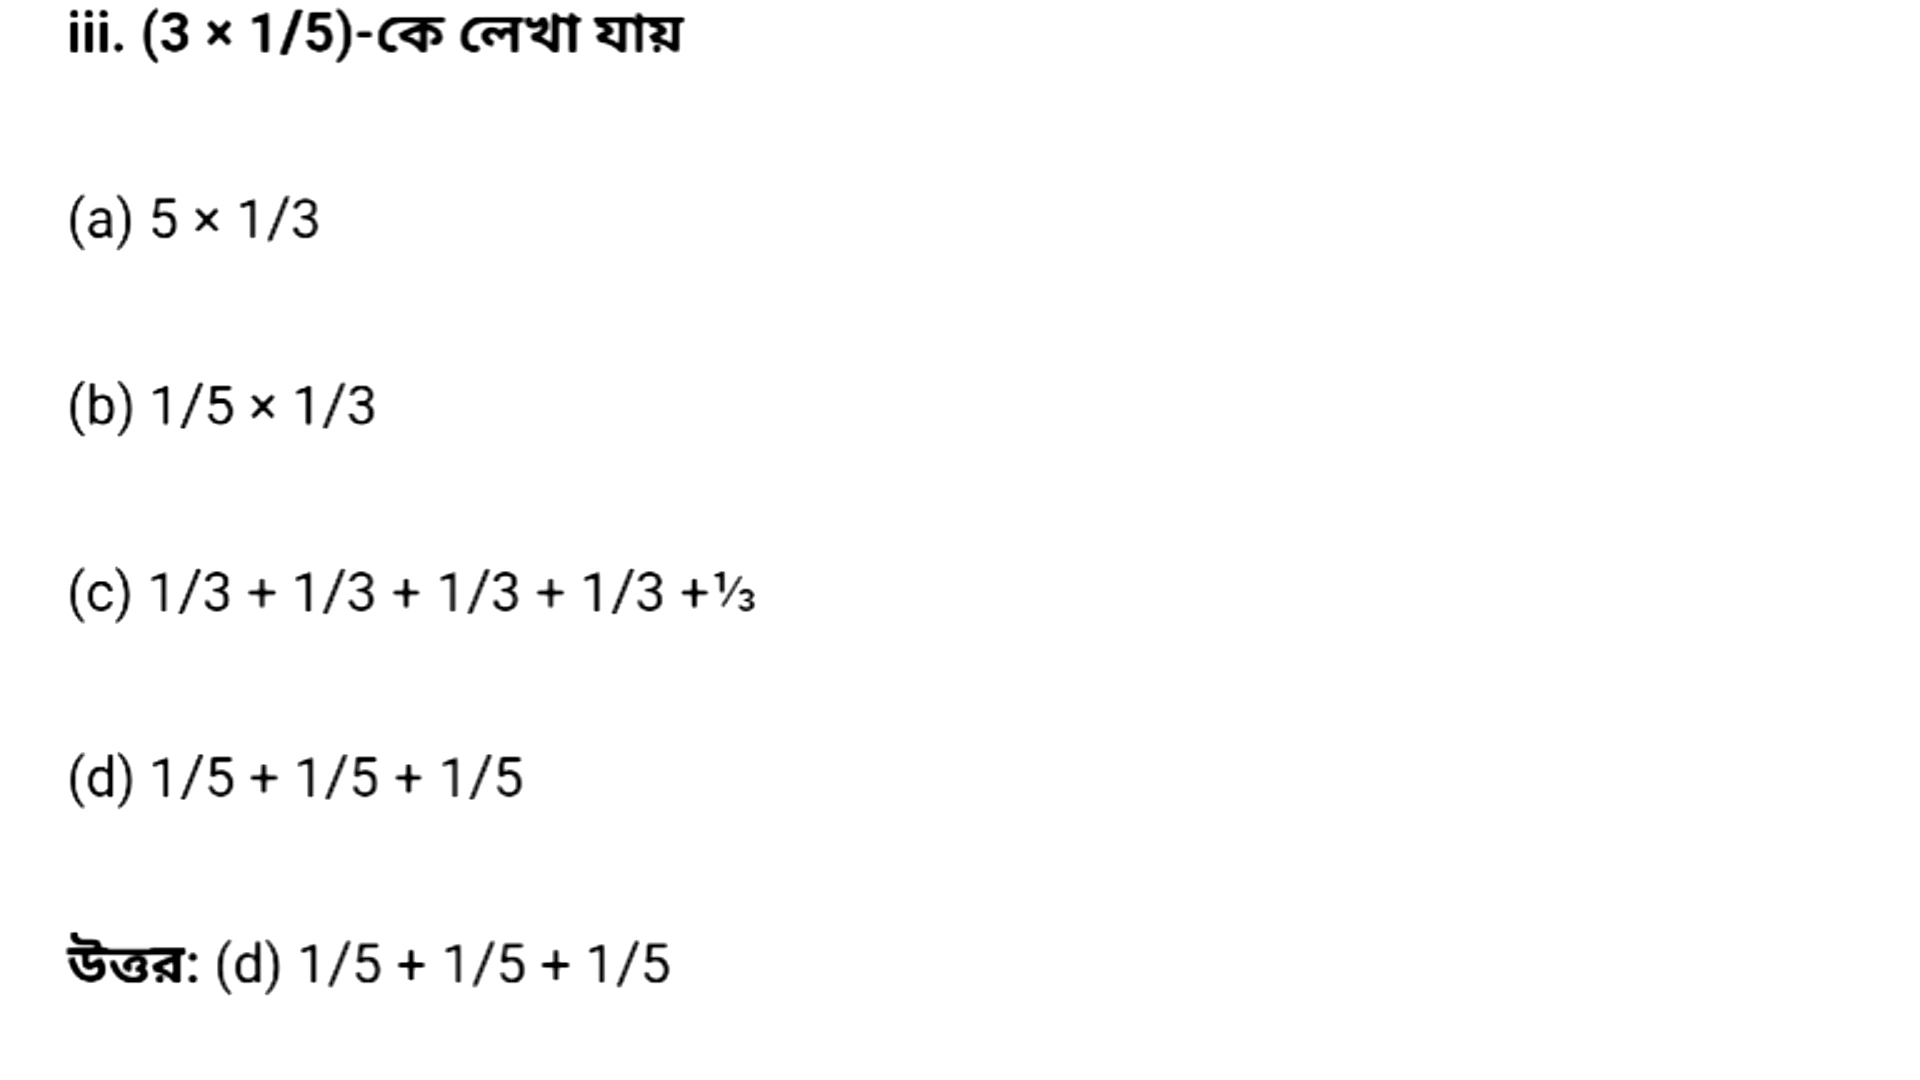 iii. (3 × 1/5)-কে লেখা যায়
(a) 5 × 1/3
(b) 1/5 × 1/3
(c) 1/3 + 1/3 + 1/3 + 1/3 +⅓
(d) 1/5 + 1/5 + 1/5
উত্তর: (d) 1/5 + 1/5 + 1/5